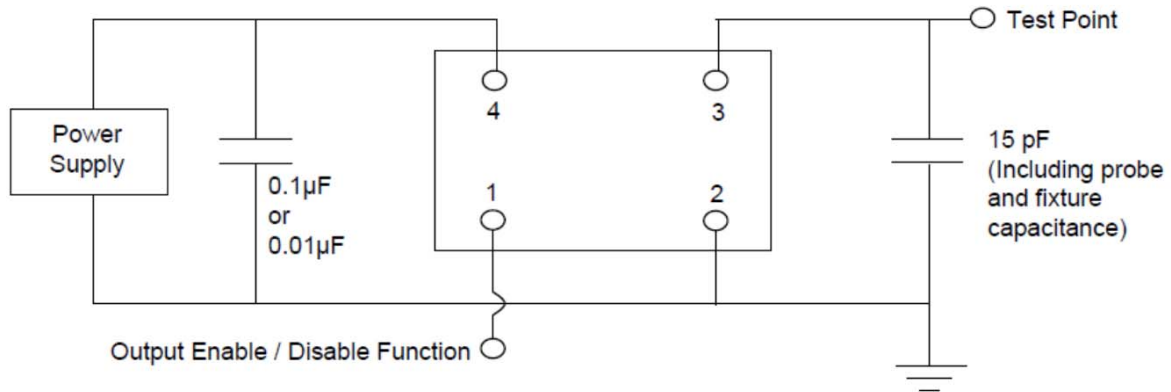 Test Point
4
3
Power
Supply
0.1µF
or
0.01µF
15 pF
(Including probe
and fixture
capacitance)
1
2
Output Enable / Disable Function